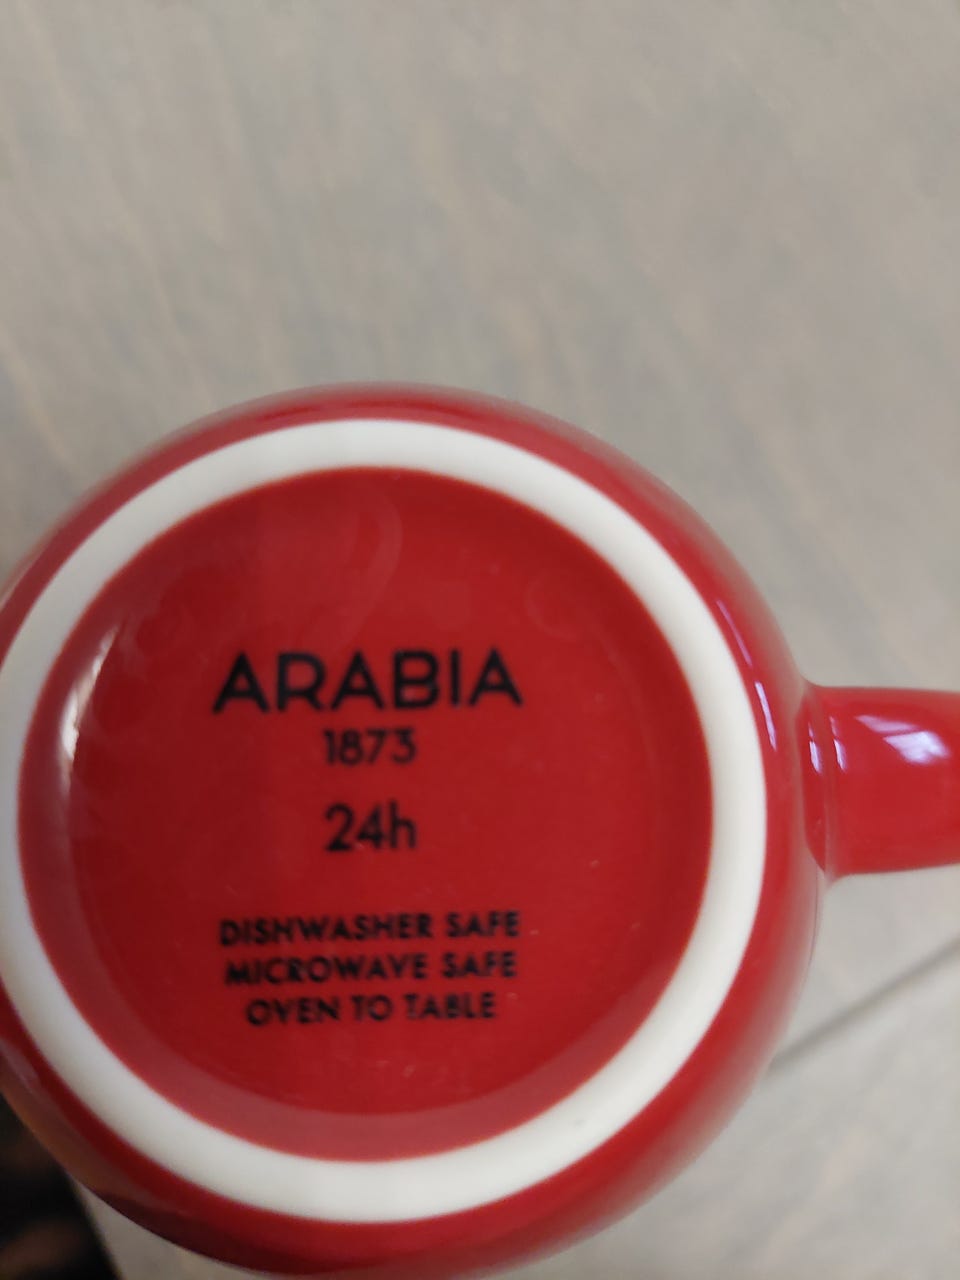 ARABIA
1873
24h
DISHWASHER SAFE
MICROWAVE SAFE
OVEN TO TABLE